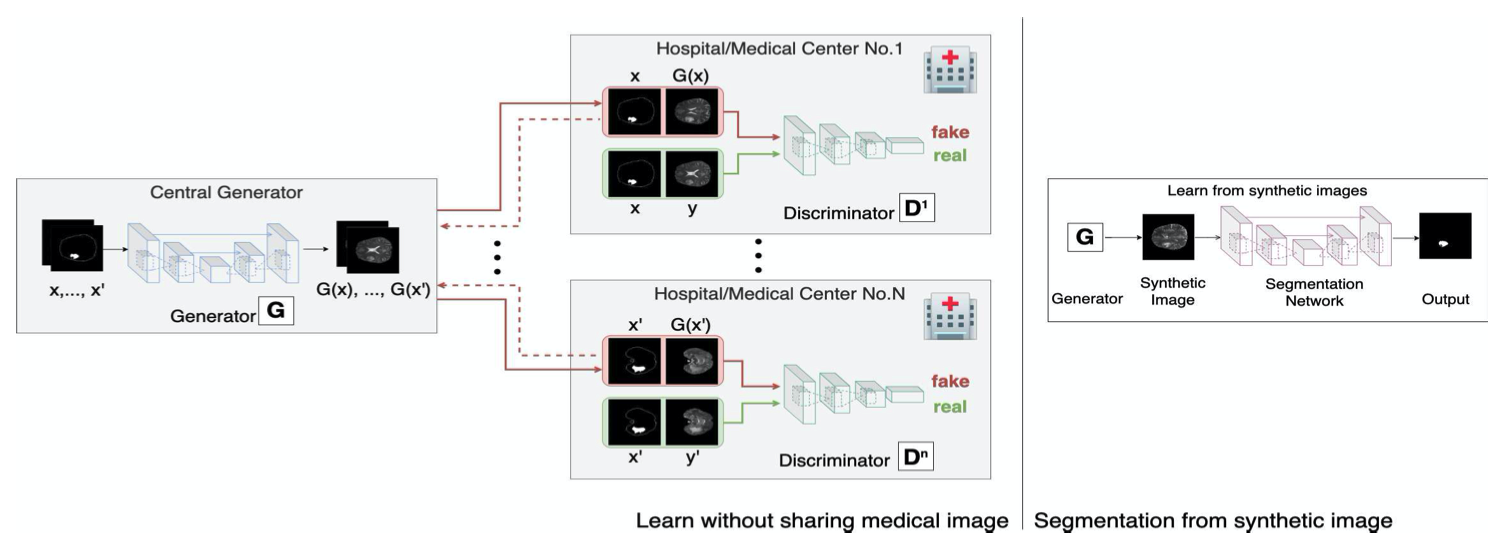 Central Generator
x,..., x'
G(x), ..., G(x')
Generator G
Hospital/Medical Center No.1
x G(x)
fake
real
x y
Discriminator D¹
Hospital/Medical Center No.N
x' G(x')
fake
real
x' y'
Discriminator Dⁿ
Learn without sharing medical image
Learn from synthetic images
G
Generator
Synthetic
Image
Segmentation
Network
Output
Segmentation from synthetic image